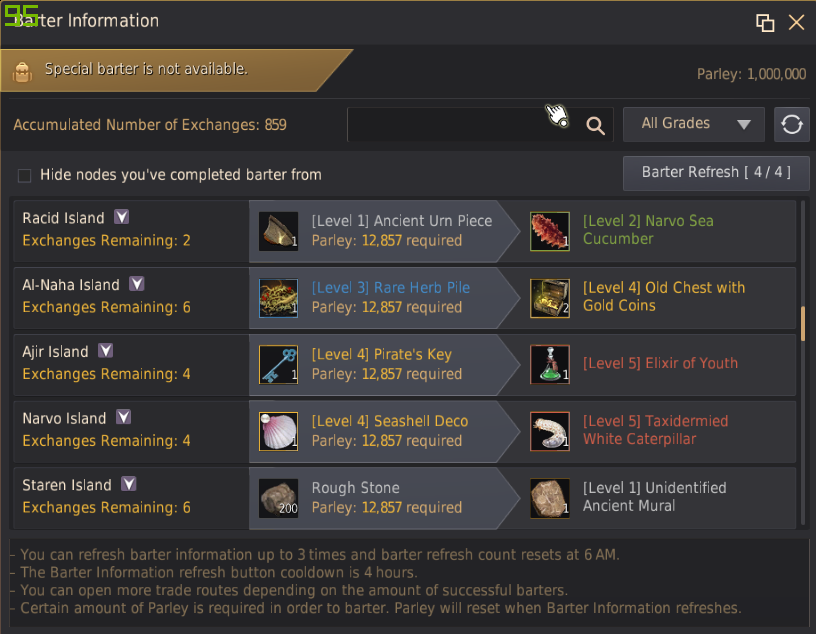 95
Barter Information
Special barter is not available.
Parley: 1,000,000
Accumulated Number of Exchanges: 859
All Grades
Hide nodes you've completed barter from
Barter Refresh [ 4 / 4 ]
Racid Island
Exchanges Remaining: 2
1
[Level 1] Ancient Urn Piece
Parley: 12,857 required
1
[Level 2] Narvo Sea
Cucumber
Al-Naha Island
Exchanges Remaining: 6
1
[Level 3] Rare Herb Pile
Parley: 12,857 required
2
[Level 4] Old Chest with
Gold Coins
Ajir Island
Exchanges Remaining: 4
1
[Level 4] Pirate's Key
Parley: 12,857 required
1
[Level 5] Elixir of Youth
Narvo Island
Exchanges Remaining: 4
1
[Level 4] Seashell Deco
Parley: 12,857 required
1
[Level 5] Taxidermied
White Caterpillar
Staren Island
Exchanges Remaining: 6
200
Rough Stone
Parley: 12,857 required
1
[Level 1] Unidentified
Ancient Mural
- You can refresh barter information up to 3 times and barter refresh count resets at 6 AM.
- The Barter Information refresh button cooldown is 4 hours.
- You can open more trade routes depending on the amount of successful barters.
- Certain amount of Parley is required in order to barter. Parley will reset when Barter Information refreshes.